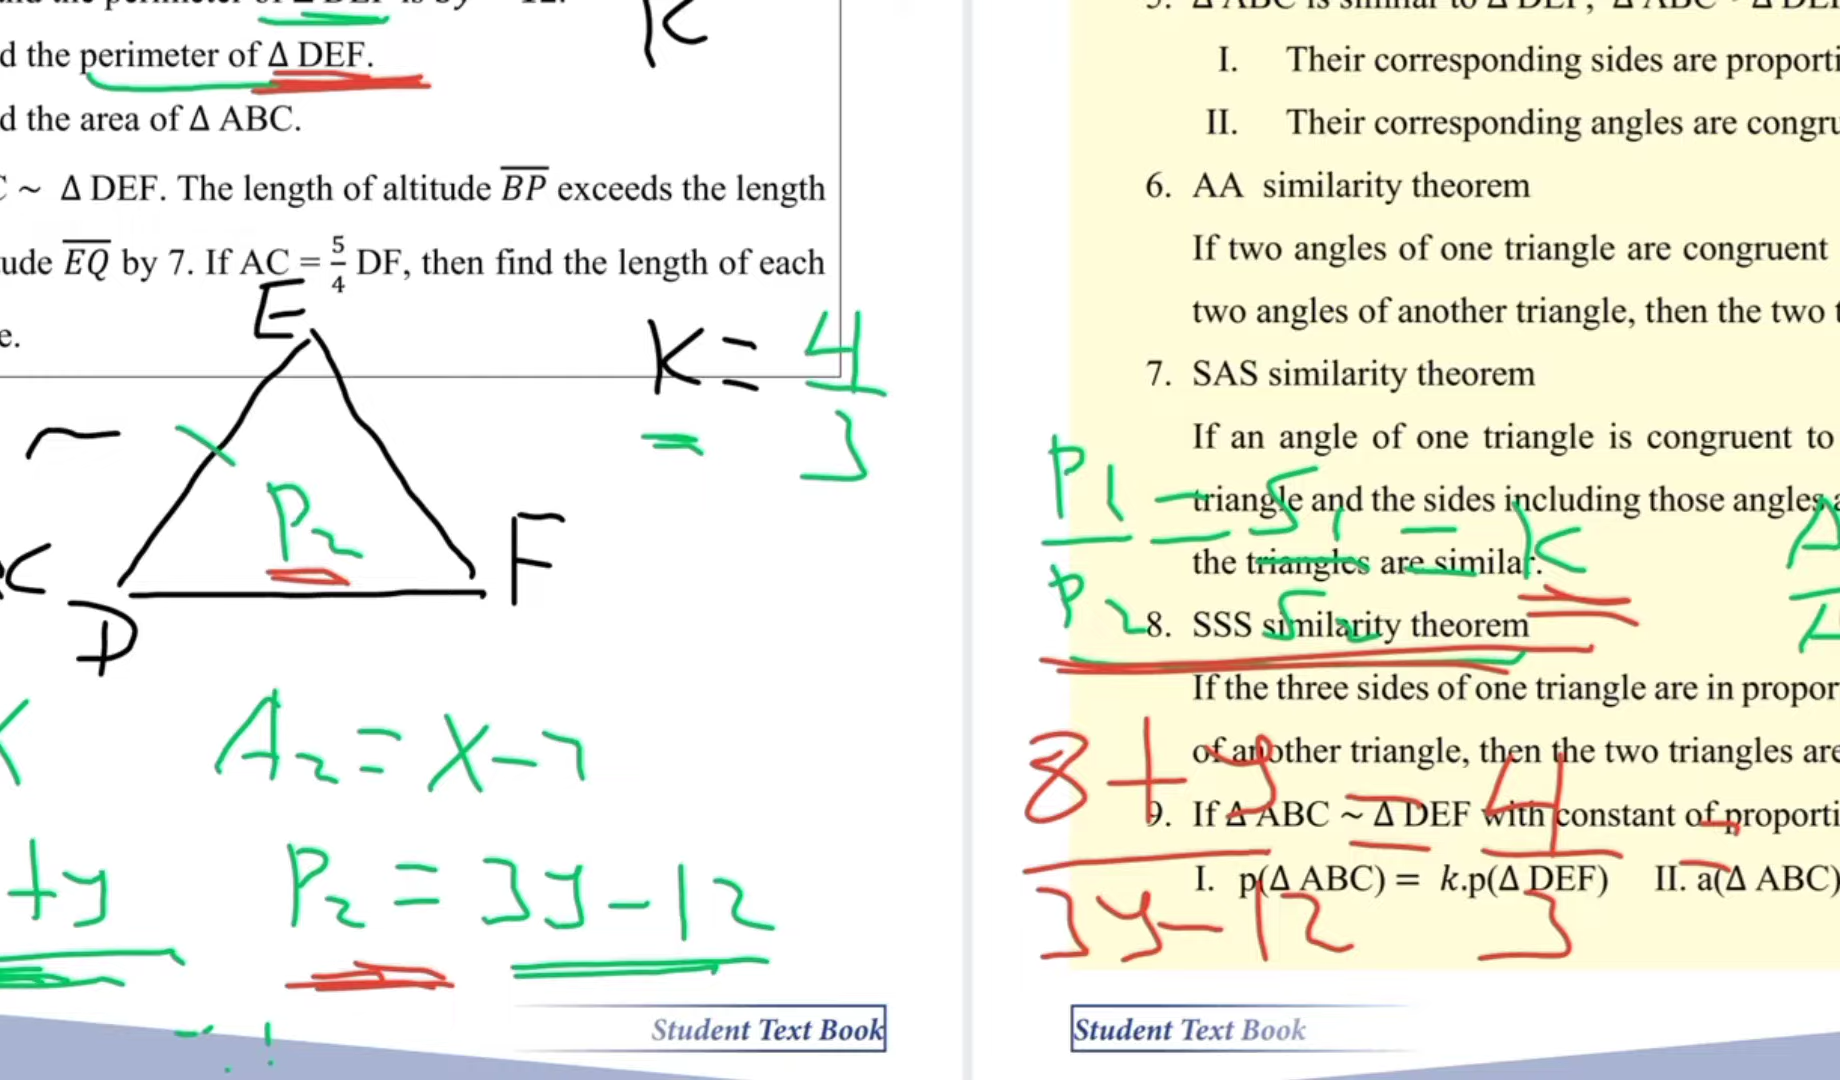 d the perimeter of Δ DEF.
d the area of Δ ABC.
~ Δ DEF. The length of altitude BP exceeds the length
ude EQ by 7. If AC = 5/4 DF, then find the length of each
e.
K
E
K = 4/3
=
~
P2
F
D
A2 = x-7
+y
P2 = 3y-12
Student Text Book
I. Their corresponding sides are proporti
II. Their corresponding angles are congru
6. AA similarity theorem
If two angles of one triangle are congruent
two angles of another triangle, then the two t
7. SAS similarity theorem
If an angle of one triangle is congruent to
triangle and the sides including those angles a
the triangles are similar.
P1/P2 = S1/S2 = K
8. SSS similarity theorem
If the three sides of one triangle are in propor
of another triangle, then the two triangles are
9. If Δ ABC ~ Δ DEF with constant of proporti
I. p(Δ ABC) = k.p(Δ DEF) II. a(Δ ABC)
8+y/3y-12 = 4/3
Student Text Book